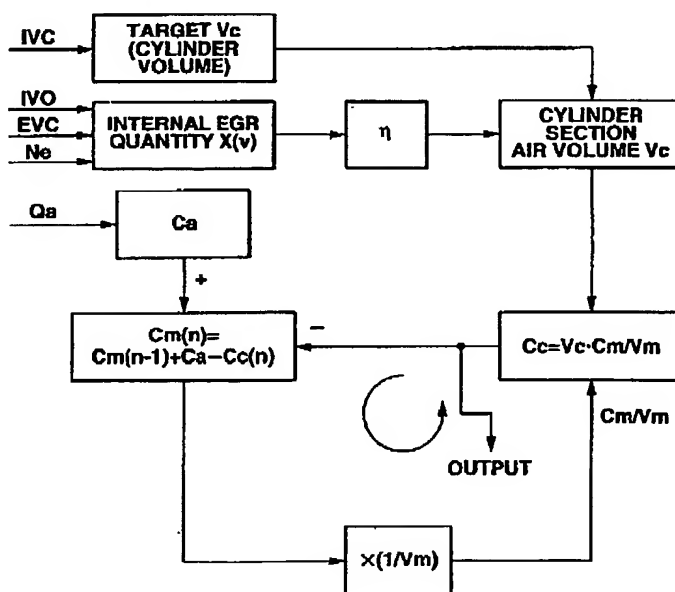 IVC
TARGET Vc
(CYLINDER
VOLUME)
IVO
EVC
Ne
INTERNAL EGR
QUANTITY X(v)
η
CYLINDER
SECTION
AIR VOLUME Vc
Qa
Ca
+
Cm(n)=
Cm(n-1)+Ca-Cc(n)
−
Cc=Vc·Cm/Vm
Cm/Vm
OUTPUT
×(1/Vm)